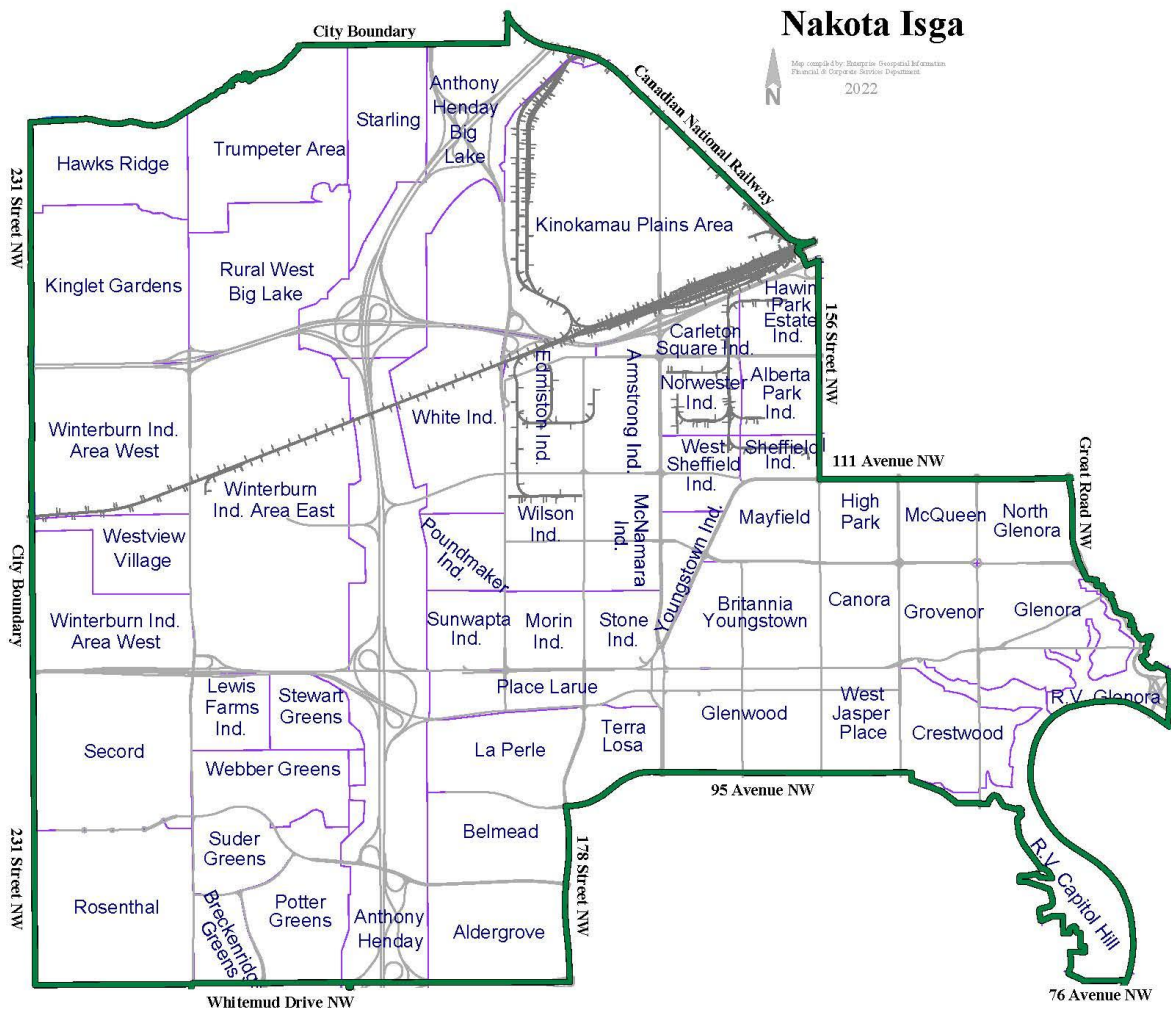 Nakota Isga
Map compiled by: Enterprise Geospatial Information
Financial & Corporate Services Department
2022
N
City Boundary
Canadian National Railway
231 Street NW
Hawks Ridge
Trumpeter Area
Starling
Anthony
Henday
Big
Lake
Kinokamau Plains Area
Kinglet Gardens
Rural West
Big Lake
Hawin
Park
Estate
Ind.
156 Street NW
Carleton
Square Ind.
Edmiston Ind.
Armstrong Ind.
Norwester
Ind.
Alberta
Park
Ind.
White Ind.
Winterburn Ind.
Area West
West
Sheffield
Ind.
Sheffield
Ind.
111 Avenue NW
Groat Road NW
Winterburn
Ind. Area East
Westview
Village
Poundmaker
Ind.
Wilson
Ind.
McNamara
Ind.
Youngstown Ind.
Mayfield
High
Park
McQueen
North
Glenora
City Boundary
Winterburn Ind.
Area West
Sunwapta
Ind.
Morin
Ind.
Stone
Ind.
Britannia
Youngstown
Canora
Grovenor
Glenora
Lewis
Farms
Ind.
Stewart
Greens
Place Larue
Glenwood
West
Jasper
Place
Crestwood
R.V. Glenora
Secord
Webber Greens
La Perle
Terra
Losa
95 Avenue NW
231 Street NW
Suder
Greens
Belmead
178 Street NW
R.V. Capitol Hill
Rosenthal
Breckenridge
Greens
Potter
Greens
Anthony
Henday
Aldergrove
Whitemud Drive NW
76 Avenue NW